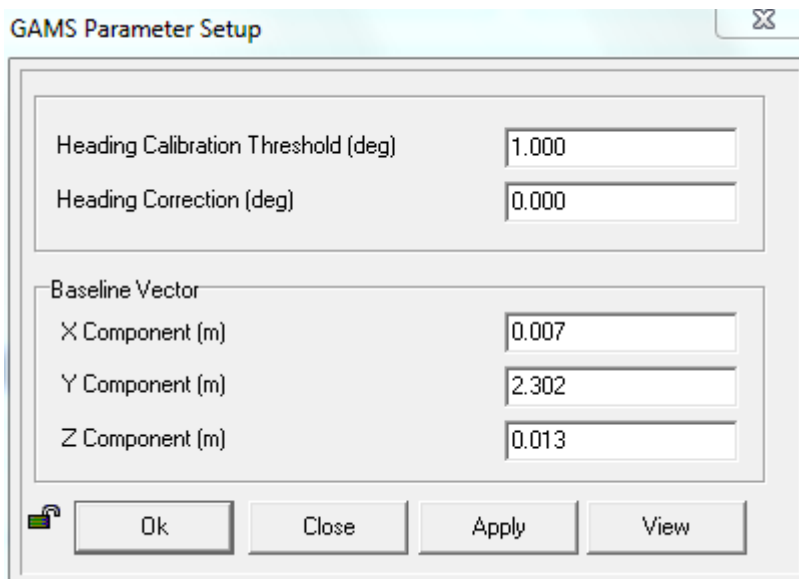 GAMS Parameter Setup
Heading Calibration Threshold (deg) 1.000
Heading Correction (deg) 0.000
Baseline Vector
X Component (m) 0.007
Y Component (m) 2.302
Z Component (m) 0.013
Ok Close Apply View